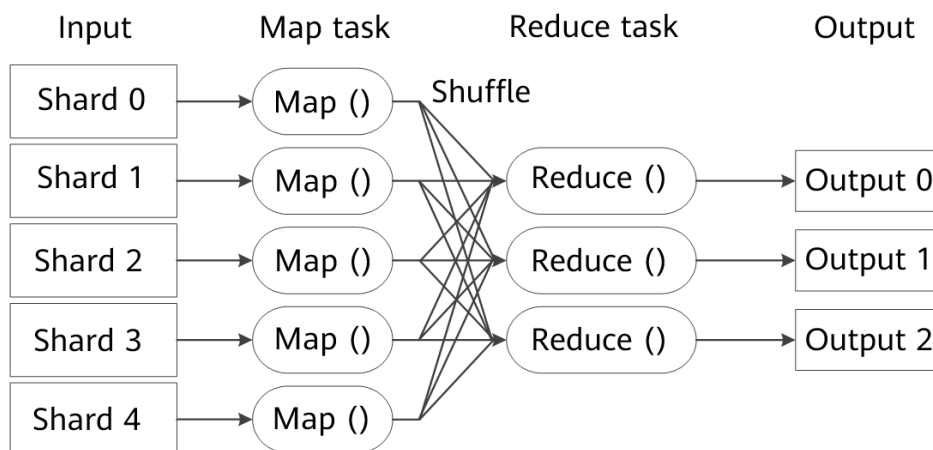 Input Map task Reduce task Output
Shard 0 Map () Shuffle
Shard 1 Map () Reduce () Output 0
Shard 2 Map () Reduce () Output 1
Shard 3 Map () Reduce () Output 2
Shard 4 Map ()